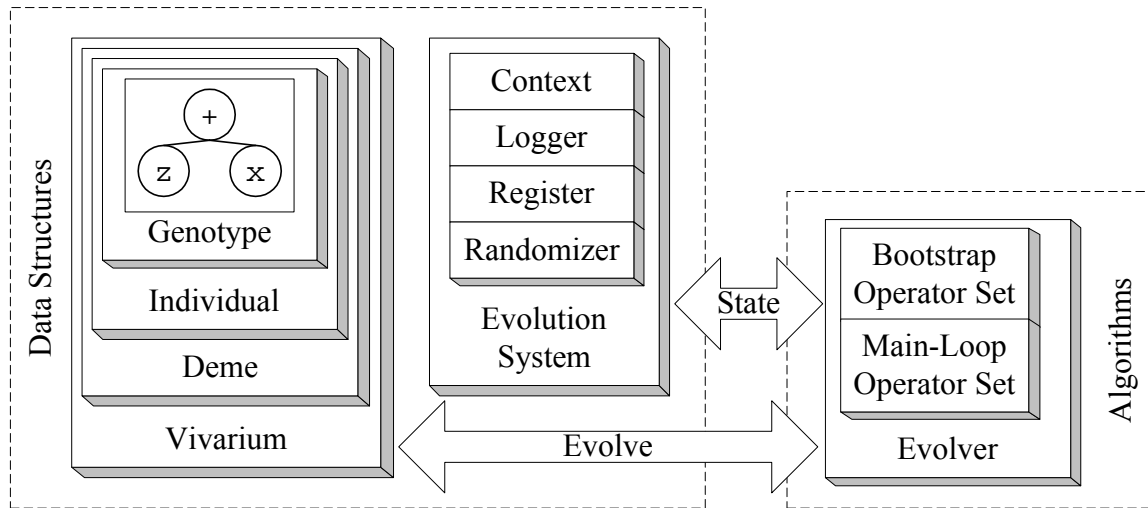 Data Structures
+
z
x
Genotype
Individual
Deme
Vivarium
Context
Logger
Register
Randomizer
Evolution
System
State
Evolve
Bootstrap
Operator Set
Main-Loop
Operator Set
Evolver
Algorithms